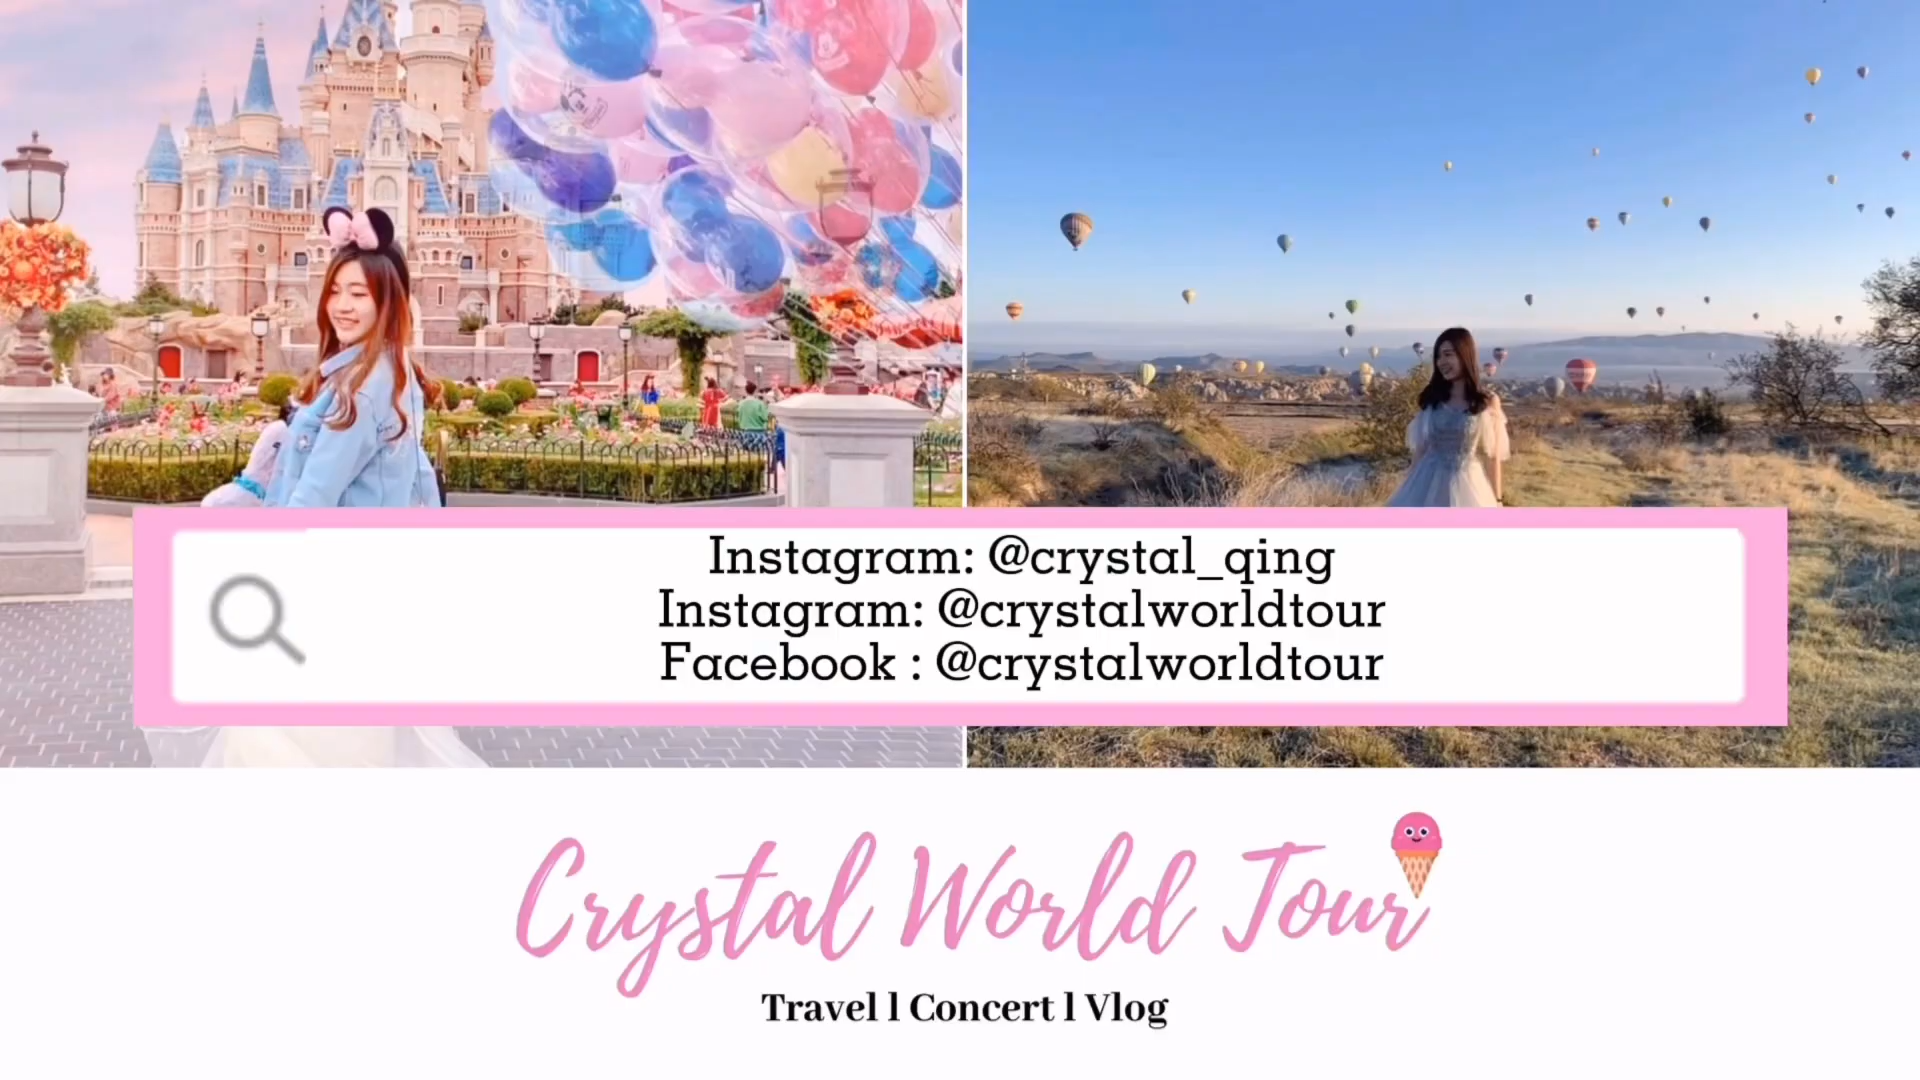 Instagram: @crystal_qing
Instagram: @crystalworldtour
Facebook : @crystalworldtour
Crystal World Tour
Travel l Concert l Vlog